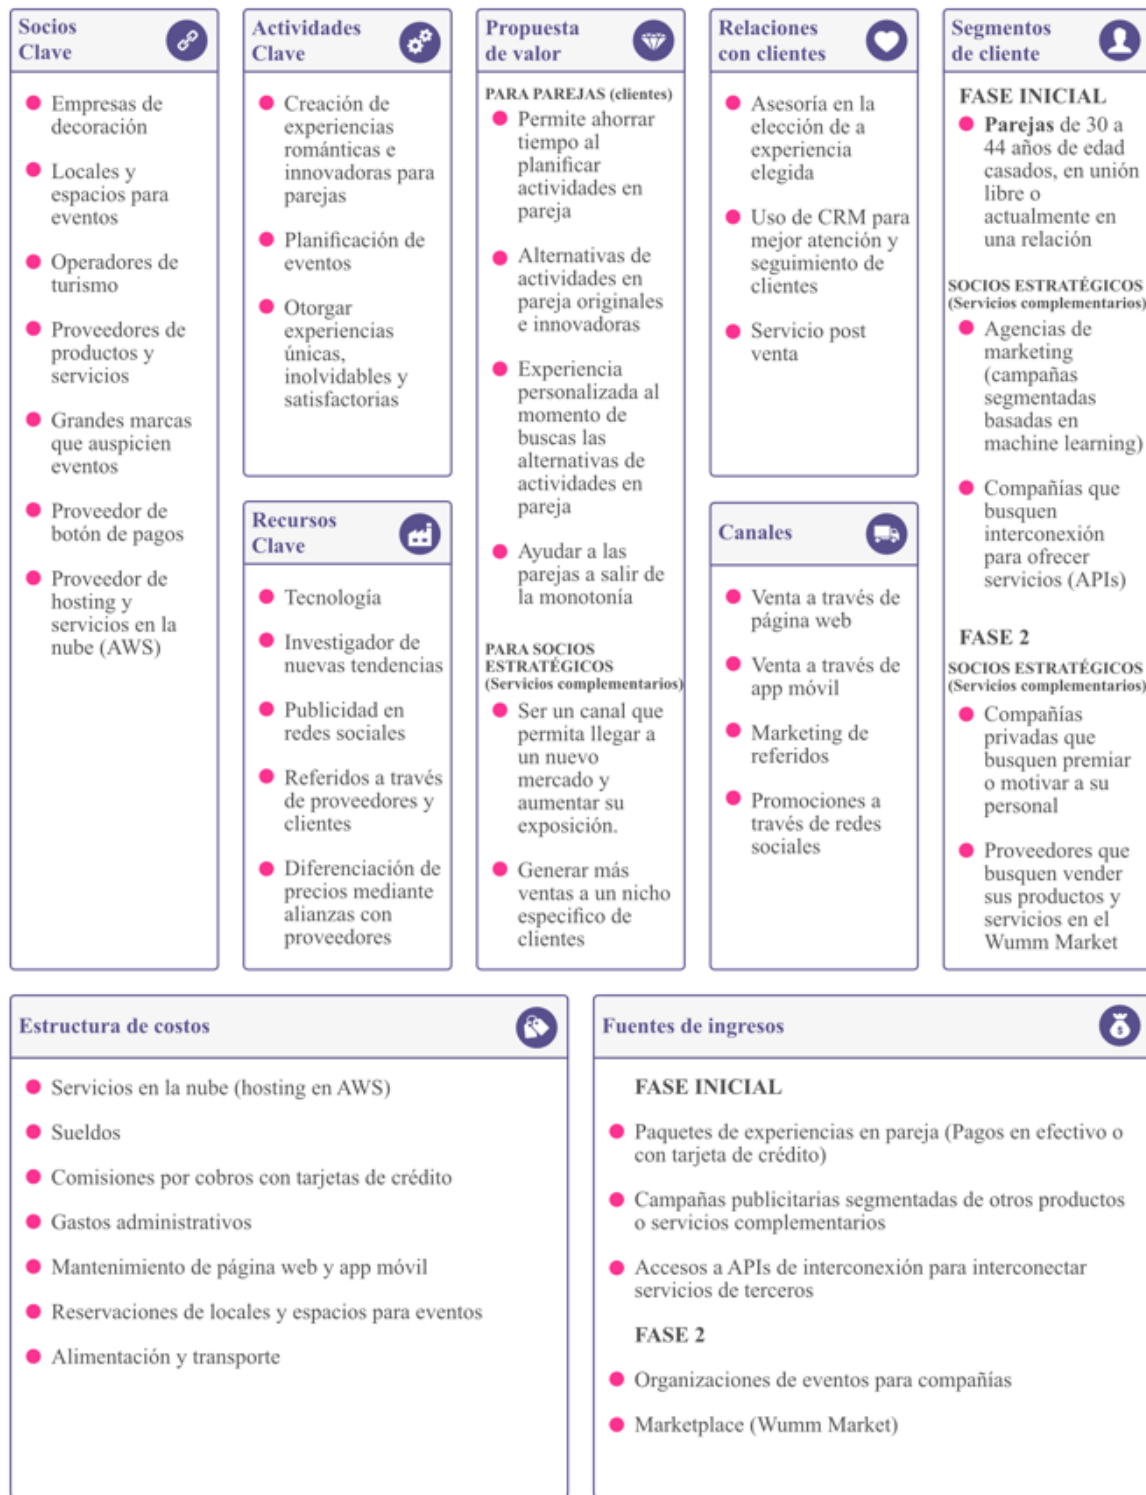 Socios
Clave
Empresas de
decoración
Locales y
espacios para
eventos
Operadores de
turismo
Proveedores de
productos y
servicios
Grandes marcas
que auspicien
eventos
Proveedor de
botón de pagos
Proveedor de
hosting y
servicios en la
nube (AWS)
Actividades
Clave
Creación de
experiencias
románticas e
innovadoras para
parejas
Planificación de
eventos
Otorgar
experiencias
únicas,
inolvidables y
satisfactorias
Recursos
Clave
Tecnología
Investigador de
nuevas tendencias
Publicidad en
redes sociales
Referidos a través
de proveedores y
clientes
Diferenciación de
precios mediante
alianzas con
proveedores
Propuesta
de valor
PARA PAREJAS (clientes)
Permite ahorrar
tiempo al
planificar
actividades en
pareja
Alternativas de
actividades en
pareja originales
e innovadoras
Experiencia
personalizada al
momento de
buscas las
alternativas de
actividades en
pareja
Ayudar a las
parejas a salir de
la monotonía
PARA SOCIOS
ESTRATÉGICOS
(Servicios complementarios)
Ser un canal que
permita llegar a
un nuevo
mercado y
aumentar su
exposición.
Generar más
ventas a un nicho
especifico de
clientes
Relaciones
con clientes
Asesoría en la
elección de a
experiencia
elegida
Uso de CRM para
mejor atención y
seguimiento de
clientes
Servicio post
venta
Canales
Venta a través de
página web
Venta a través de
app móvil
Marketing de
referidos
Promociones a
través de redes
sociales
Segmentos
de cliente
FASE INICIAL
Parejas de 30 a
44 años de edad
casados, en unión
libre o
actualmente en
una relación
SOCIOS ESTRATÉGICOS
(Servicios complementarios)
Agencias de
marketing
(campañas
segmentadas
basadas en
machine learning)
Compañías que
busquen
interconexión
para ofrecer
servicios (APIs)
FASE 2
SOCIOS ESTRATÉGICOS
(Servicios complementarios)
Compañías
privadas que
busquen premiar
o motivar a su
personal
Proveedores que
busquen vender
sus productos y
servicios en el
Wumm Market
Estructura de costos
Servicios en la nube (hosting en AWS)
Sueldos
Comisiones por cobros con tarjetas de crédito
Gastos administrativos
Mantenimiento de página web y app móvil
Reservaciones de locales y espacios para eventos
Alimentación y transporte
Fuentes de ingresos
FASE INICIAL
Paquetes de experiencias en pareja (Pagos en efectivo o
con tarjeta de crédito)
Campañas publicitarias segmentadas de otros productos
o servicios complementarios
Accesos a APIs de interconexión para interconectar
servicios de terceros
FASE 2
Organizaciones de eventos para compañías
Marketplace (Wumm Market)